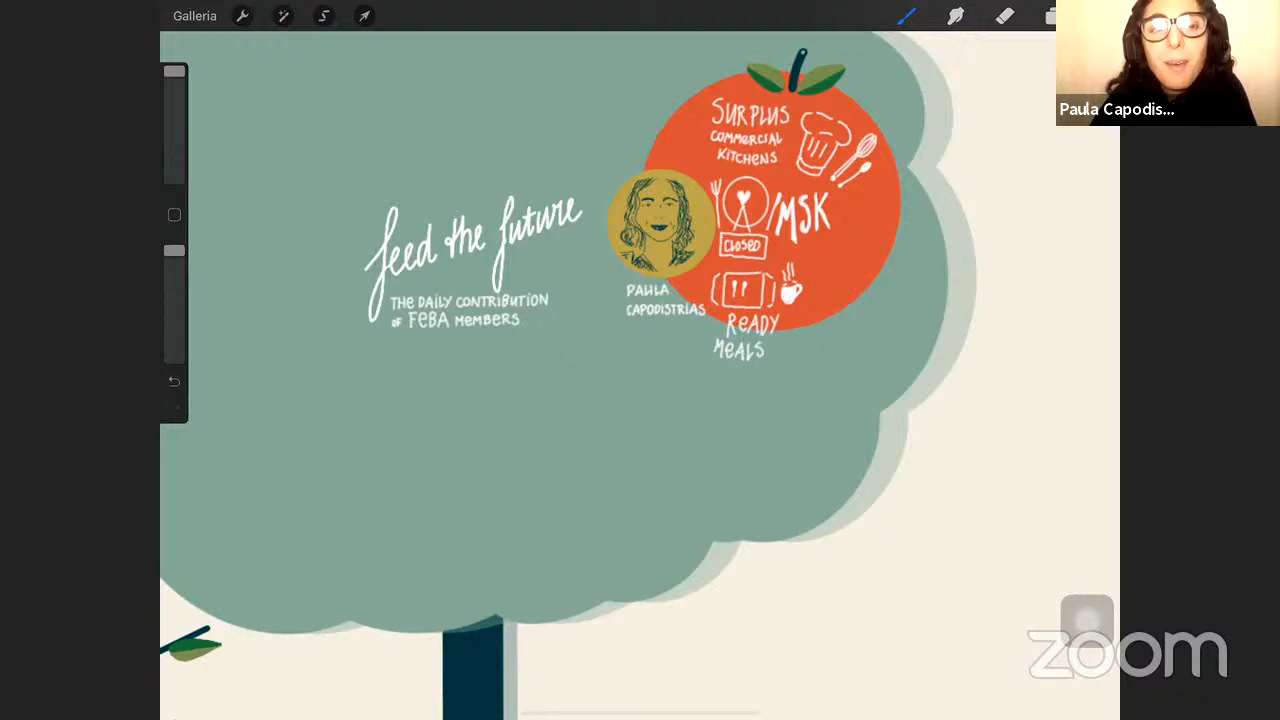 Galleria
Paula Capodis...
SURPLUS
COMMERCIAL
KITCHENS
feed the future
/MSK
CLOSED
THE DAILY CONTRIBUTION
OF FEBA MEMBERS
PAULA
CAPODISTRÍAS
READY
MEALS
zoom